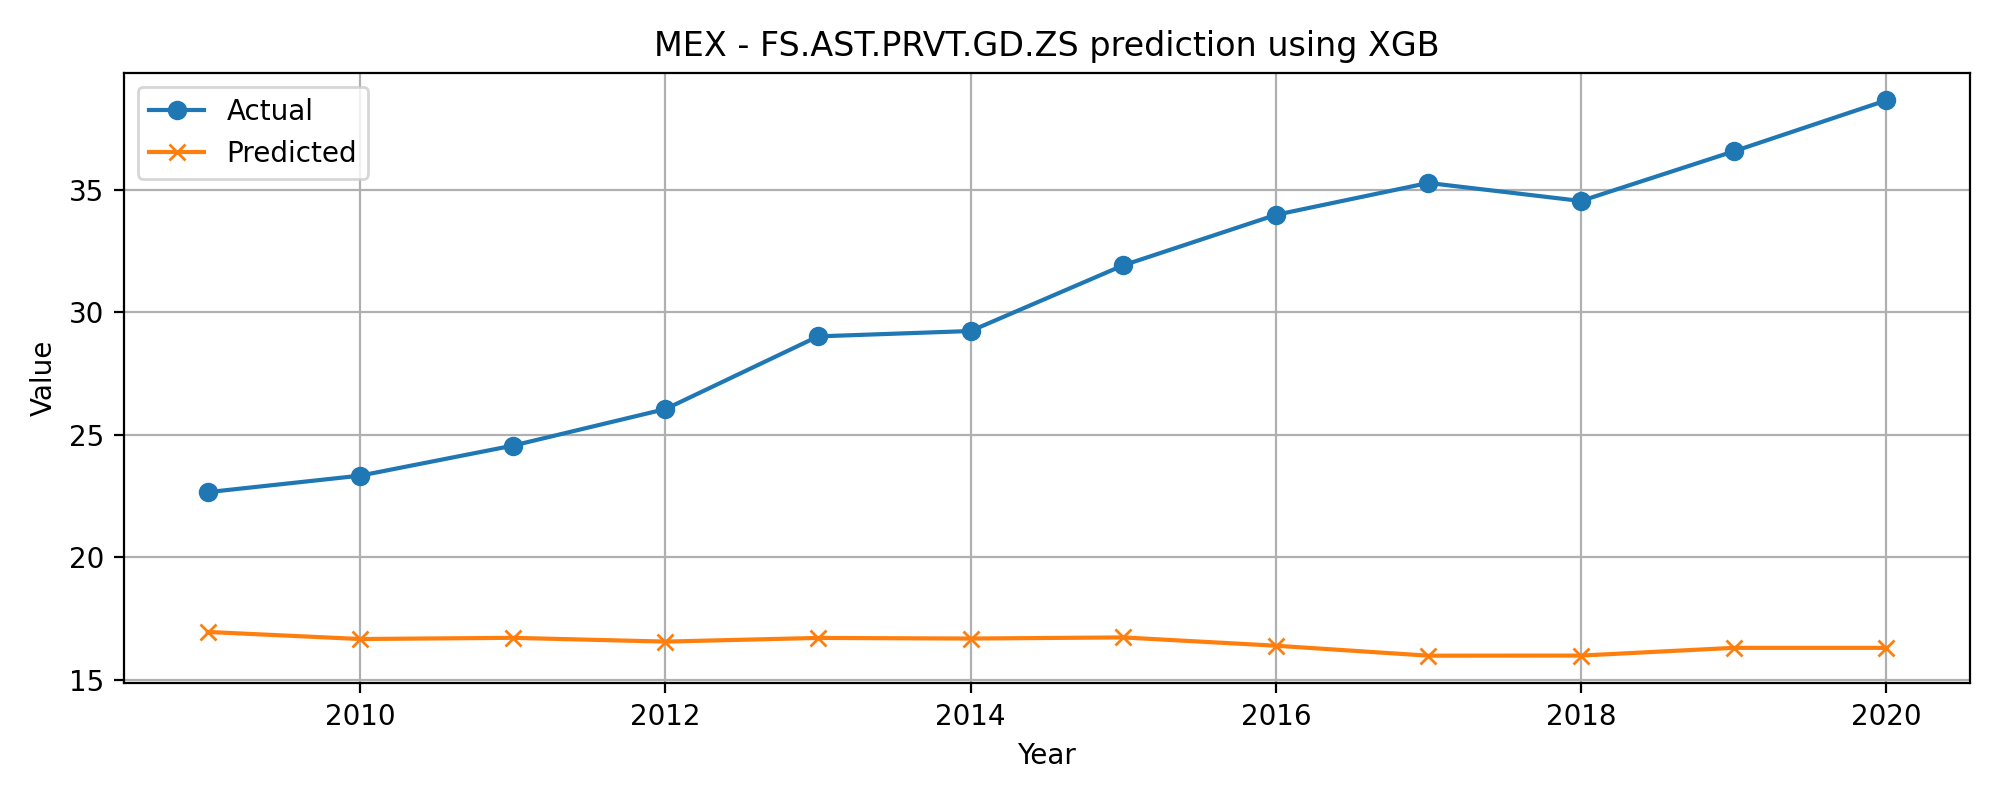 MEX - FS.AST.PRVT.GD.ZS prediction using XGB
Actual
Predicted
35
30
25
20
15
Value
2010 2012 2014 2016 2018 2020
Year